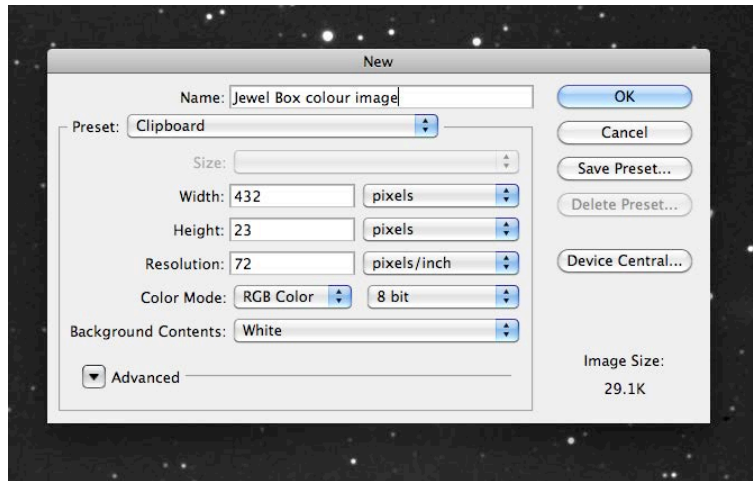 New
Name: Jewel Box colour image
OK
Preset: Clipboard
Cancel
Size:
Save Preset...
Width: 432 pixels
Delete Preset...
Height: 23 pixels
Resolution: 72 pixels/inch
Device Central...
Color Mode: RGB Color 8 bit
Background Contents: White
Advanced
Image Size:
29.1K